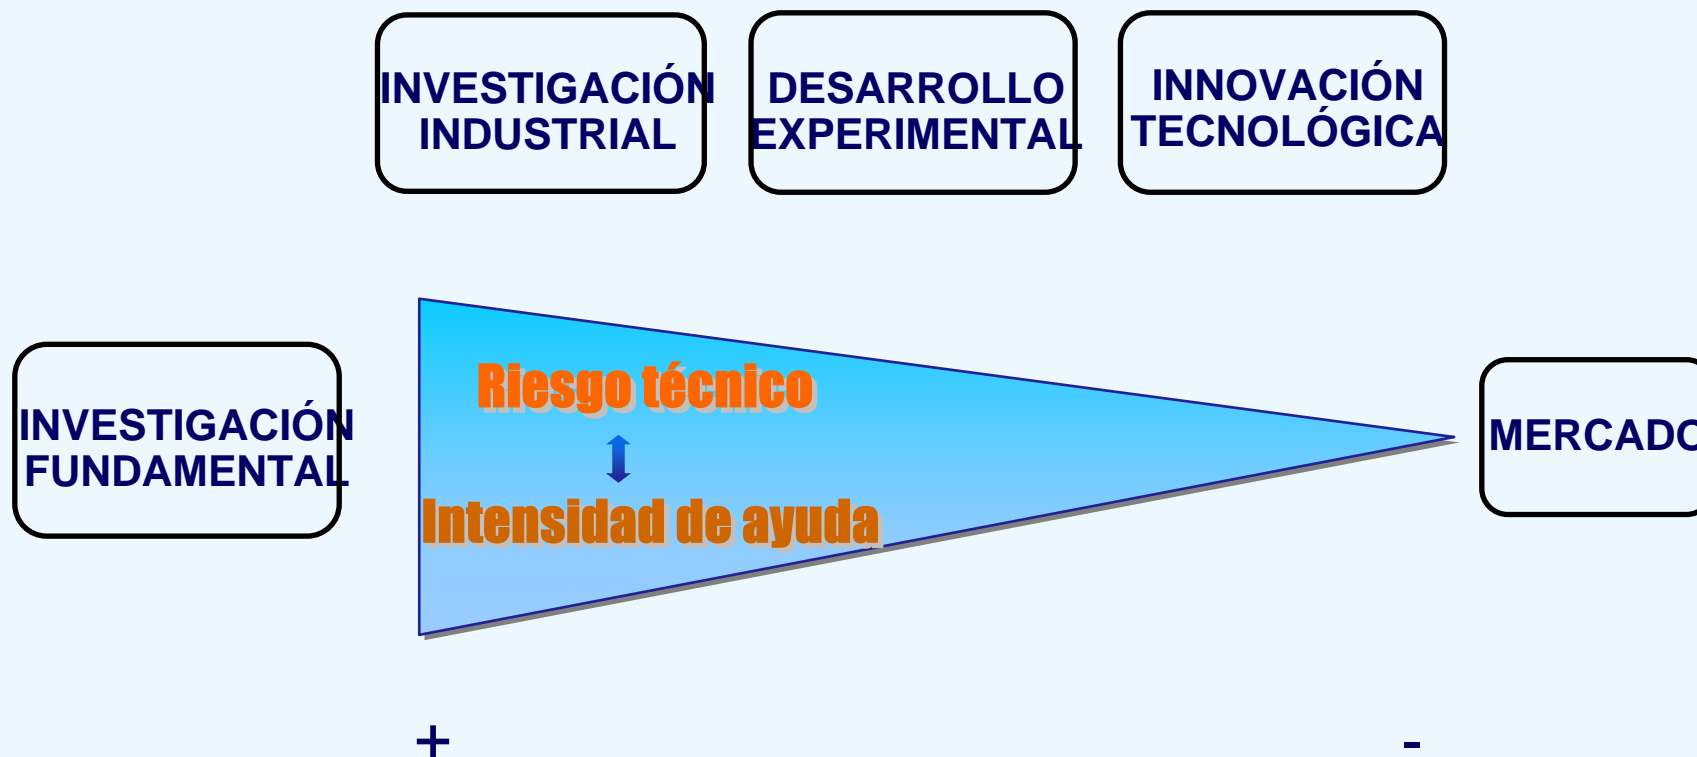 INVESTIGACIÓN
INDUSTRIAL
DESARROLLO
EXPERIMENTAL
INNOVACIÓN
TECNOLÓGICA
INVESTIGACIÓN
FUNDAMENTAL
Riesgo técnico
Intensidad de ayuda
MERCADO
+
-